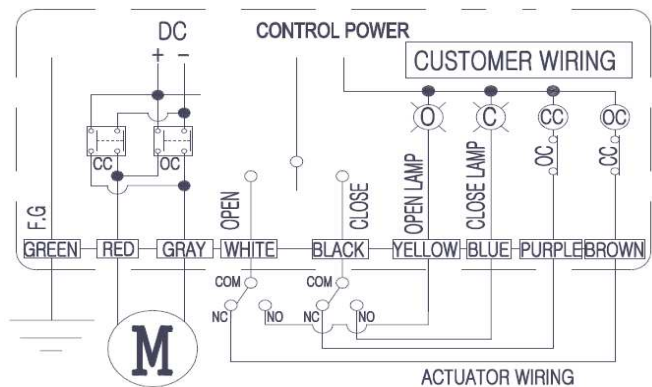 DC
CONTROL POWER
+ −
CUSTOMER WIRING
O
C
CC
OC
CC
OC
OC
CC
F.G
OPEN
CLOSE
OPEN LAMP
CLOSE LAMP
GREEN
RED
GRAY
WHITE
BLACK
YELLOW
BLUE
PURPLE
BROWN
COM
COM
NC
NO
NC
NO
M
ACTUATOR WIRING